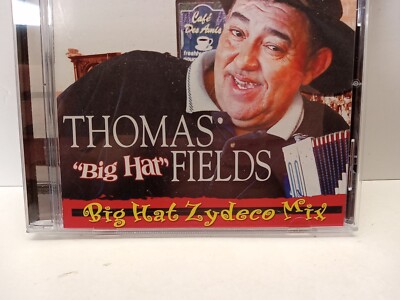 Café
Des Amis
THOMAS
"Big Hat" FIELDS
Big Hat Zydeco Mix